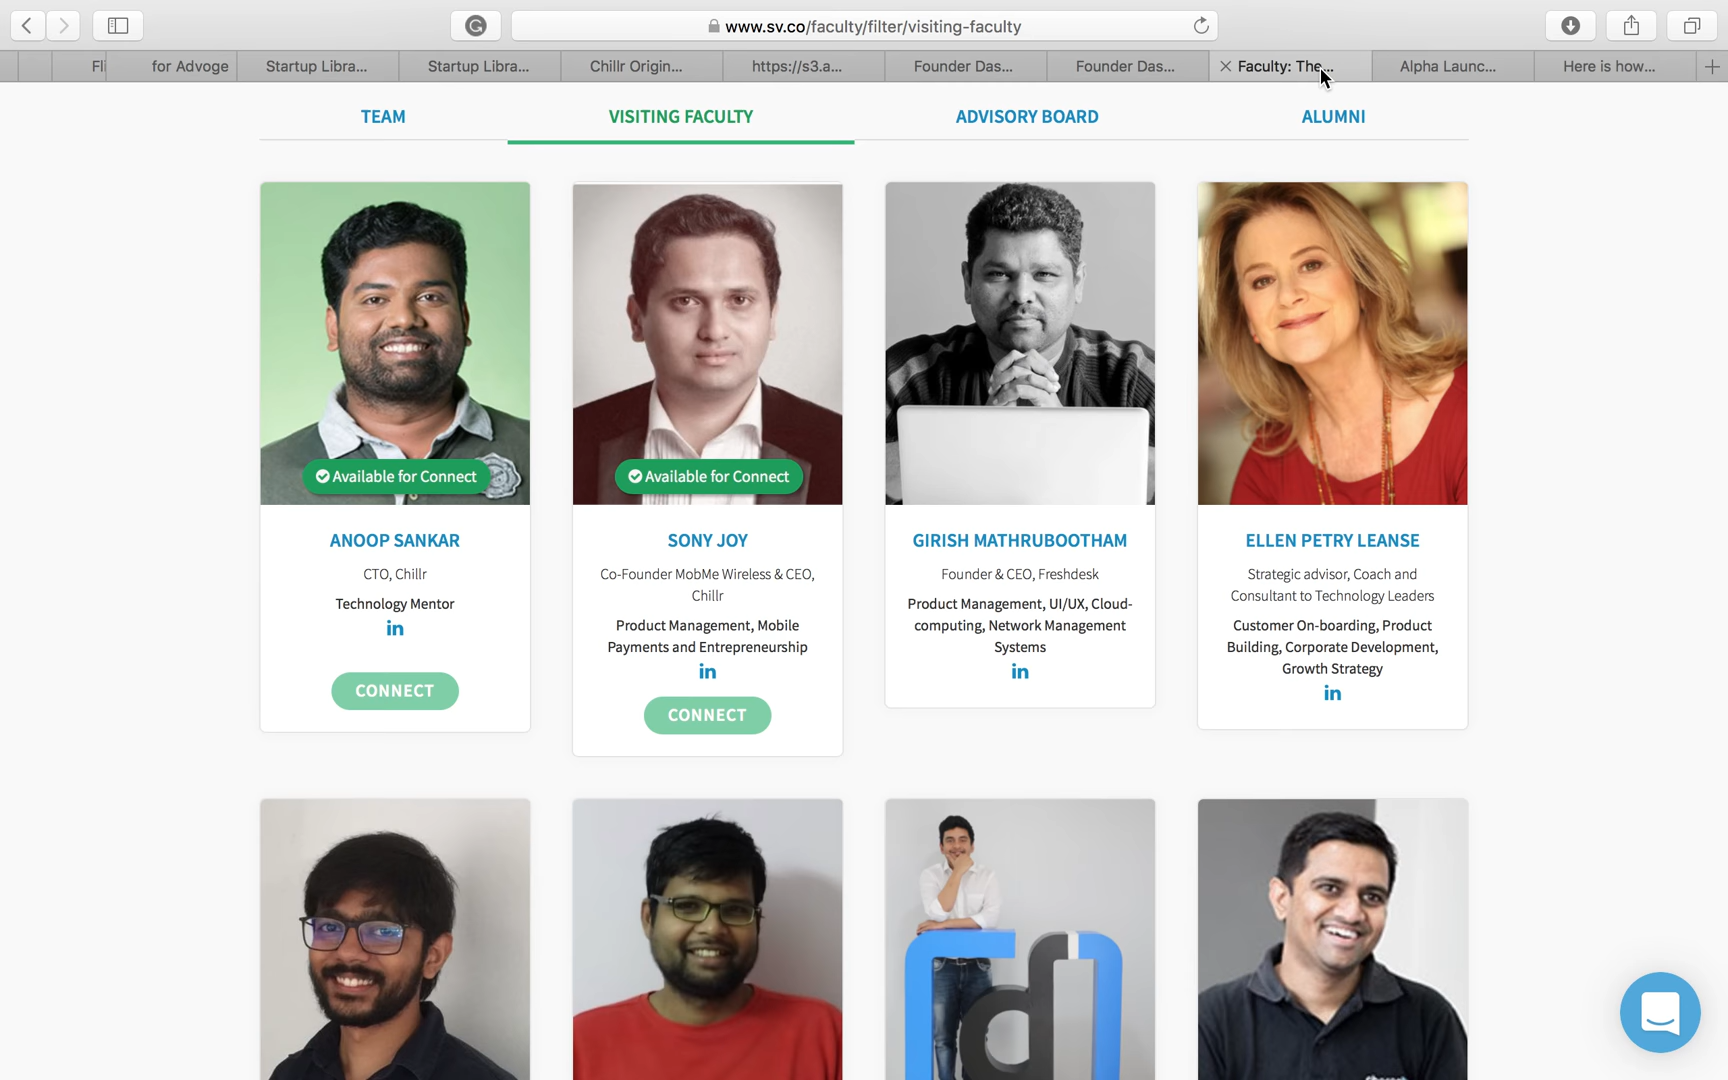 www.sv.co/faculty/filter/visiting-faculty
Fli
for Advoge
Startup Libra...
Startup Libra...
Chillr Origin...
https://s3.a...
Founder Das...
Founder Das...
Faculty: The...
Alpha Launc...
Here is how...
TEAM
VISITING FACULTY
ADVISORY BOARD
ALUMNI
Available for Connect
ANOOP SANKAR
CTO, Chillr
Technology Mentor
in
CONNECT
Available for Connect
SONY JOY
Co-Founder MobMe Wireless & CEO,
Chillr
Product Management, Mobile
Payments and Entrepreneurship
in
CONNECT
GIRISH MATHRUBOOTHAM
Founder & CEO, Freshdesk
Product Management, UI/UX, Cloud-
computing, Network Management
Systems
in
ELLEN PETRY LEANSE
Strategic advisor, Coach and
Consultant to Technology Leaders
Customer On-boarding, Product
Building, Corporate Development,
Growth Strategy
in